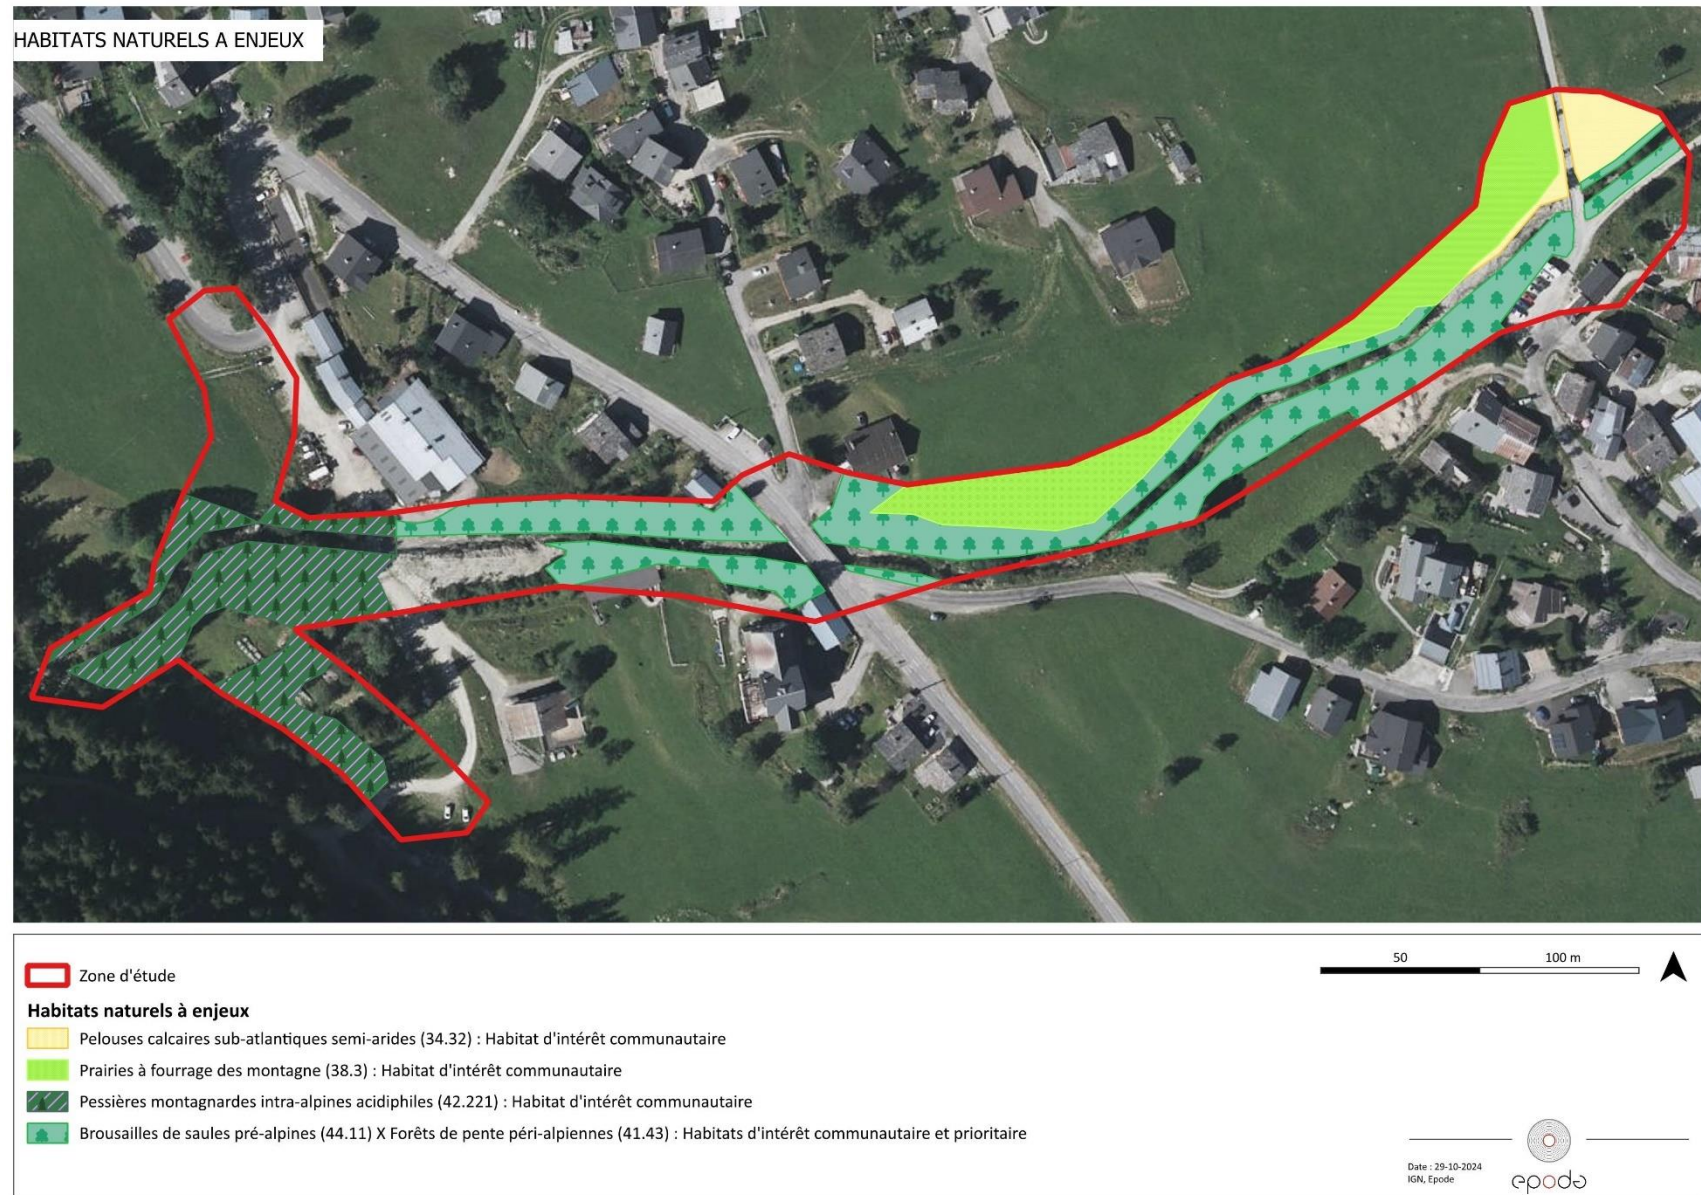 HABITATS NATURELS A ENJEUX
Zone d'étude
50 100 m
Habitats naturels à enjeux
Pelouses calcaires sub-atlantiques semi-arides (34.32) : Habitat d'intérêt communautaire
Prairies à fourrage des montagne (38.3) : Habitat d'intérêt communautaire
Pessières montagnardes intra-alpines acidiphiles (42.221) : Habitat d'intérêt communautaire
Brousailles de saules pré-alpines (44.11) X Forêts de pente péri-alpiennes (41.43) : Habitats d'intérêt communautaire et prioritaire
Date : 29-10-2024
IGN, Epode
epode